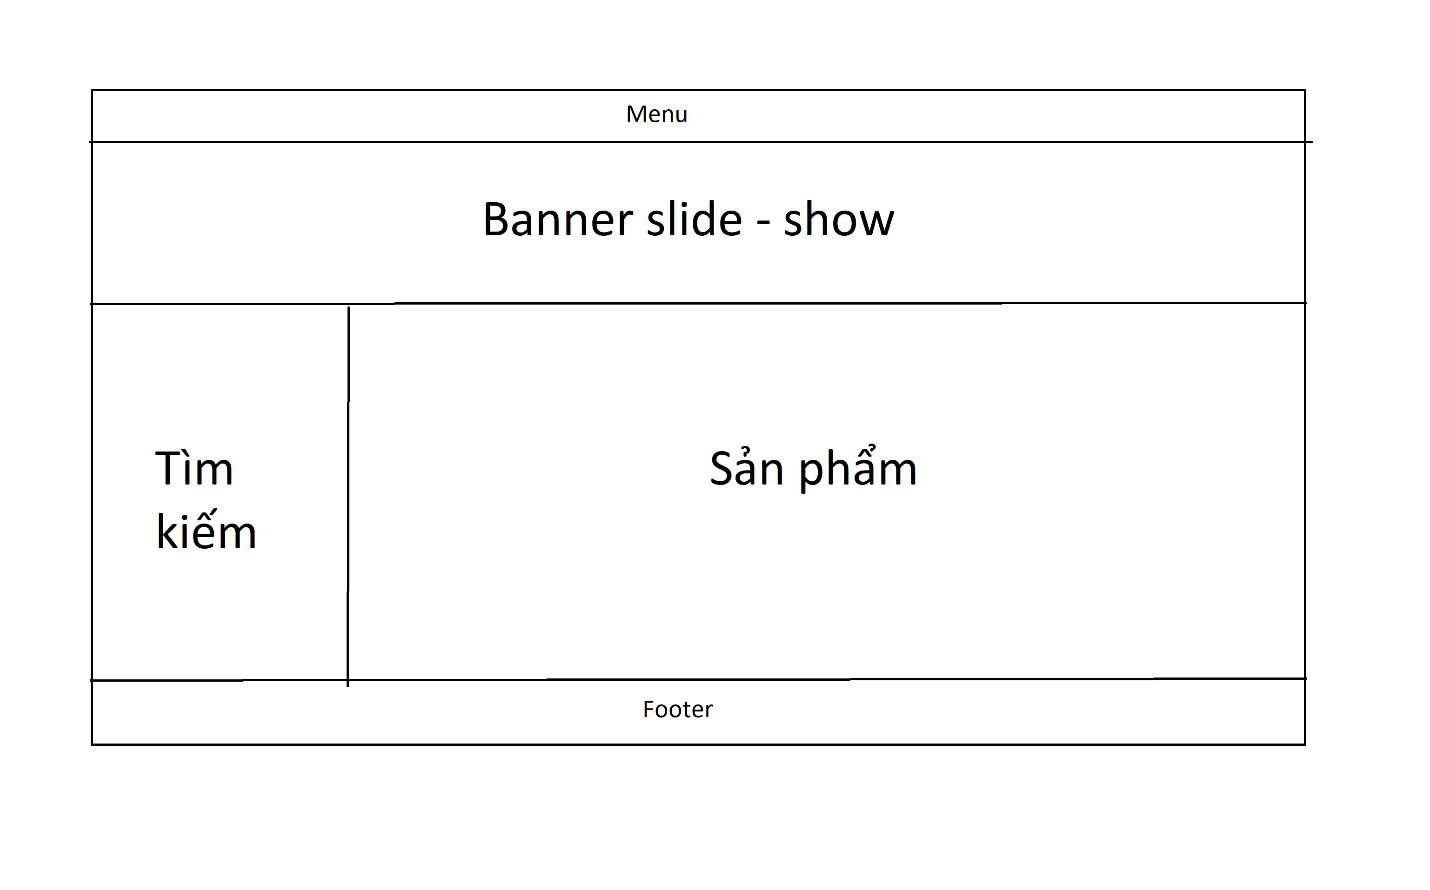 Menu
Banner slide - show
Tìm
kiếm
Sản phẩm
Footer